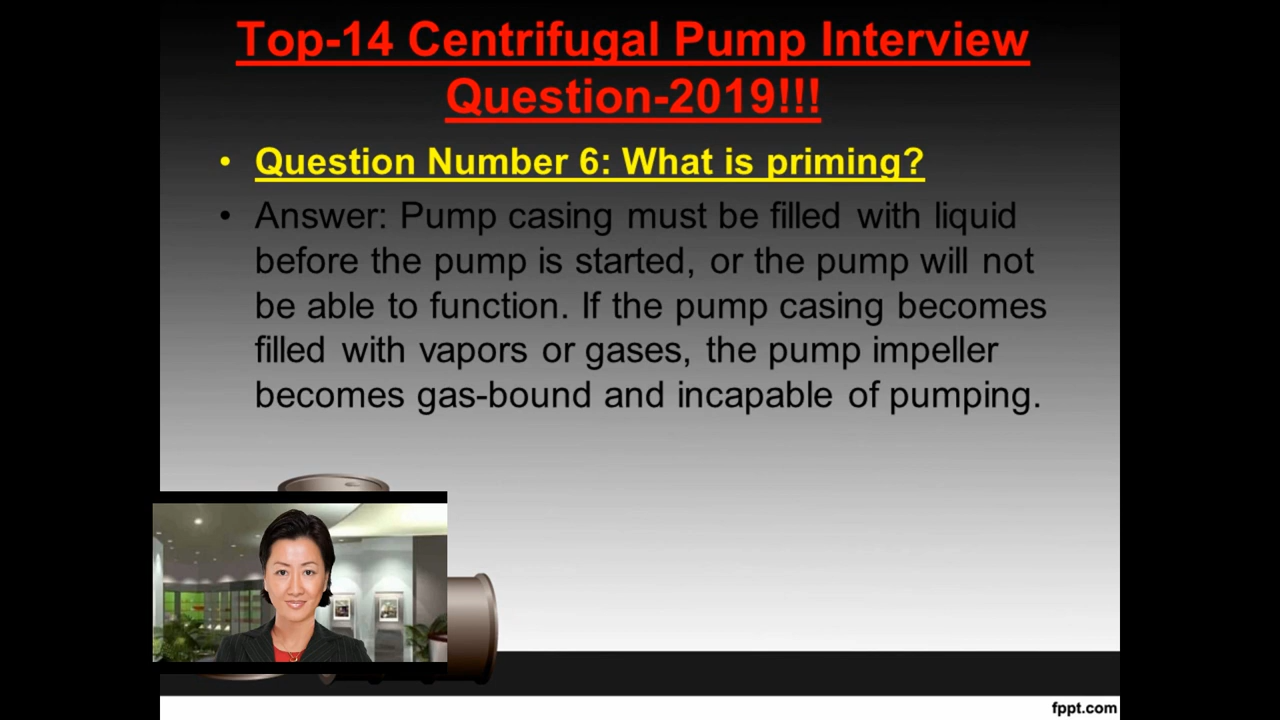 Top-14 Centrifugal Pump Interview
Question-2019!!!
• Question Number 6: What is priming?
• Answer: Pump casing must be filled with liquid
before the pump is started, or the pump will not
be able to function. If the pump casing becomes
filled with vapors or gases, the pump impeller
becomes gas-bound and incapable of pumping.
fppt.com